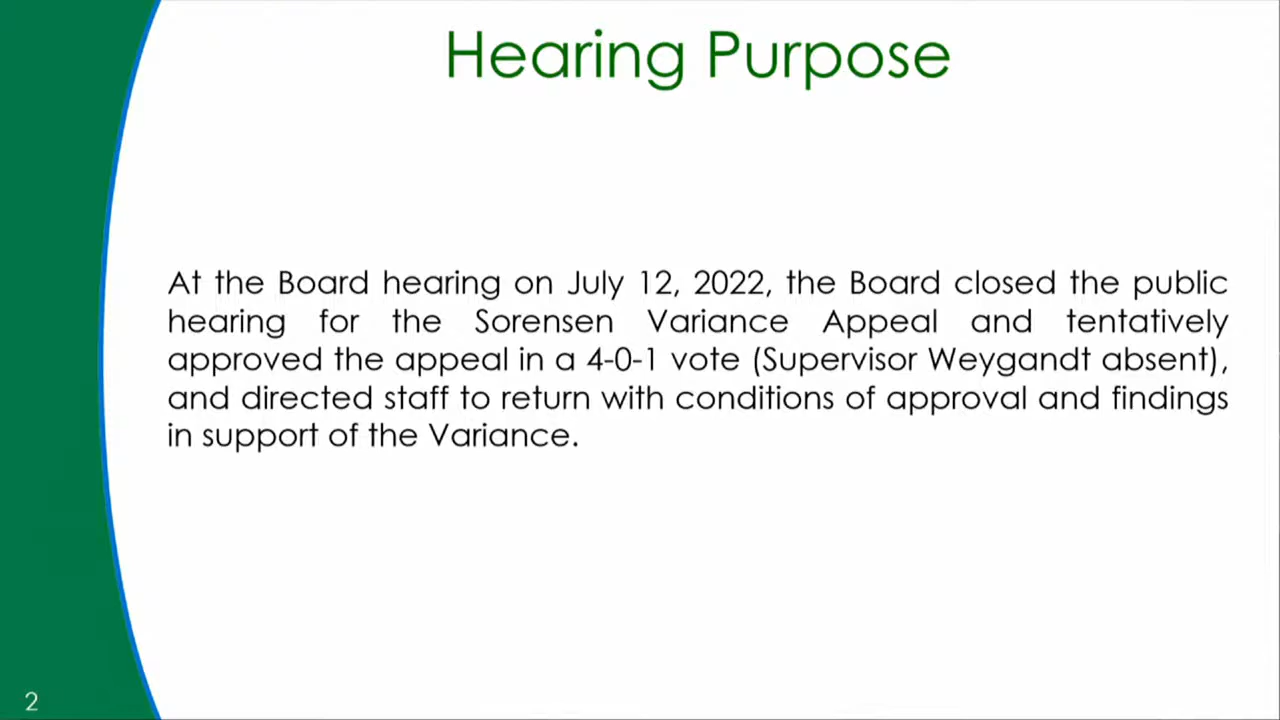 Hearing Purpose
At the Board hearing on July 12, 2022, the Board closed the public
hearing for the Sorensen Variance Appeal and tentatively
approved the appeal in a 4-0-1 vote (Supervisor Weygandt absent),
and directed staff to return with conditions of approval and findings
in support of the Variance.
2